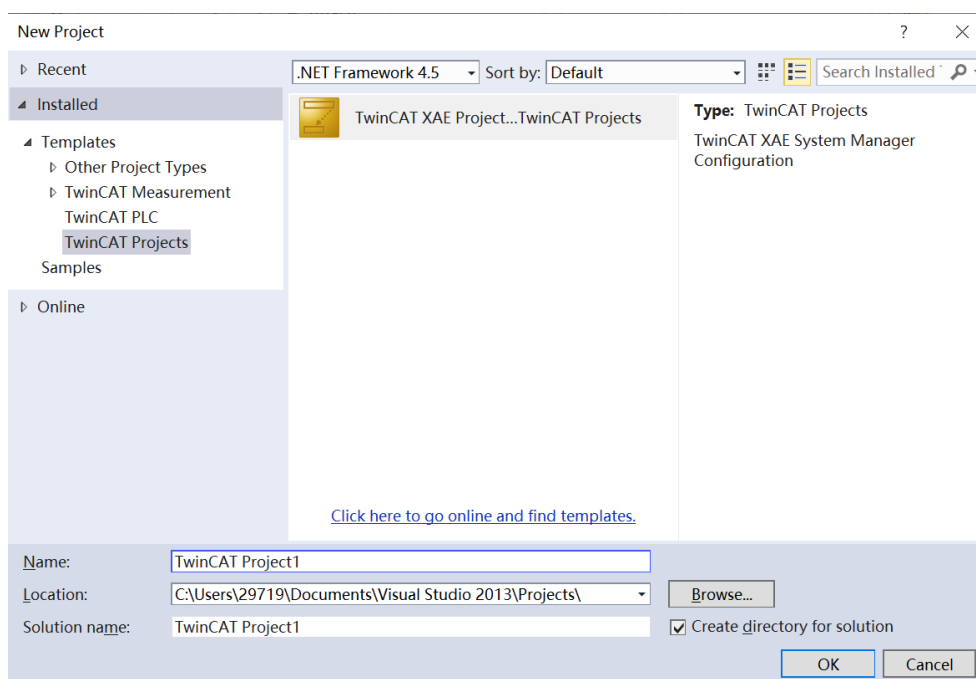 New Project
Recent
.NET Framework 4.5 Sort by: Default Search Installed
Installed
Templates
Other Project Types
TwinCAT Measurement
TwinCAT PLC
TwinCAT Projects
Samples
Online
TwinCAT XAE Project...TwinCAT Projects
Type: TwinCAT Projects
TwinCAT XAE System Manager
Configuration
Click here to go online and find templates.
Name: TwinCAT Project1
Location: C:\Users\29719\Documents\Visual Studio 2013\Projects\ Browse...
Solution name: TwinCAT Project1
Create directory for solution
OK Cancel